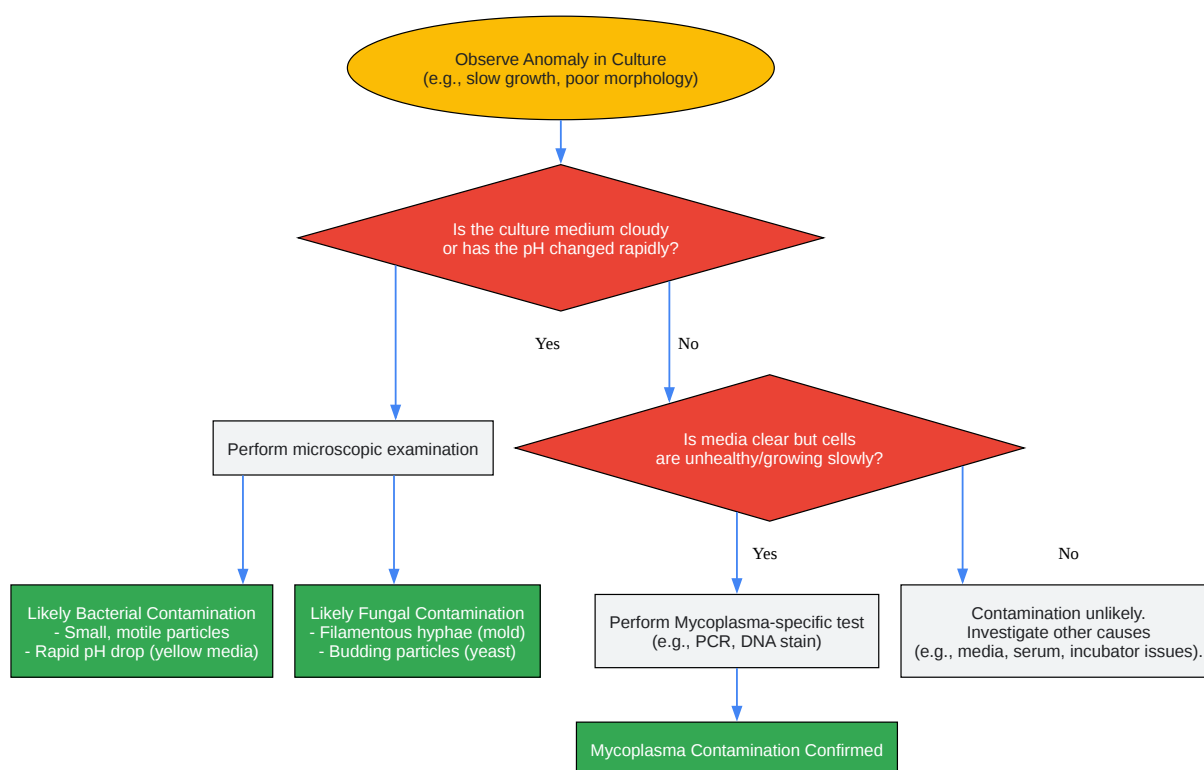 Observe Anomaly in Culture
(e.g., slow growth, poor morphology)
Is the culture medium cloudy
or has the pH changed rapidly?
Yes
No
Perform microscopic examination
Is media clear but cells
are unhealthy/growing slowly?
Yes
No
Likely Bacterial Contamination
- Small, motile particles
- Rapid pH drop (yellow media)
Likely Fungal Contamination
- Filamentous hyphae (mold)
- Budding particles (yeast)
Perform Mycoplasma-specific test
(e.g., PCR, DNA stain)
Contamination unlikely.
Investigate other causes
(e.g., media, serum, incubator issues).
Mycoplasma Contamination Confirmed